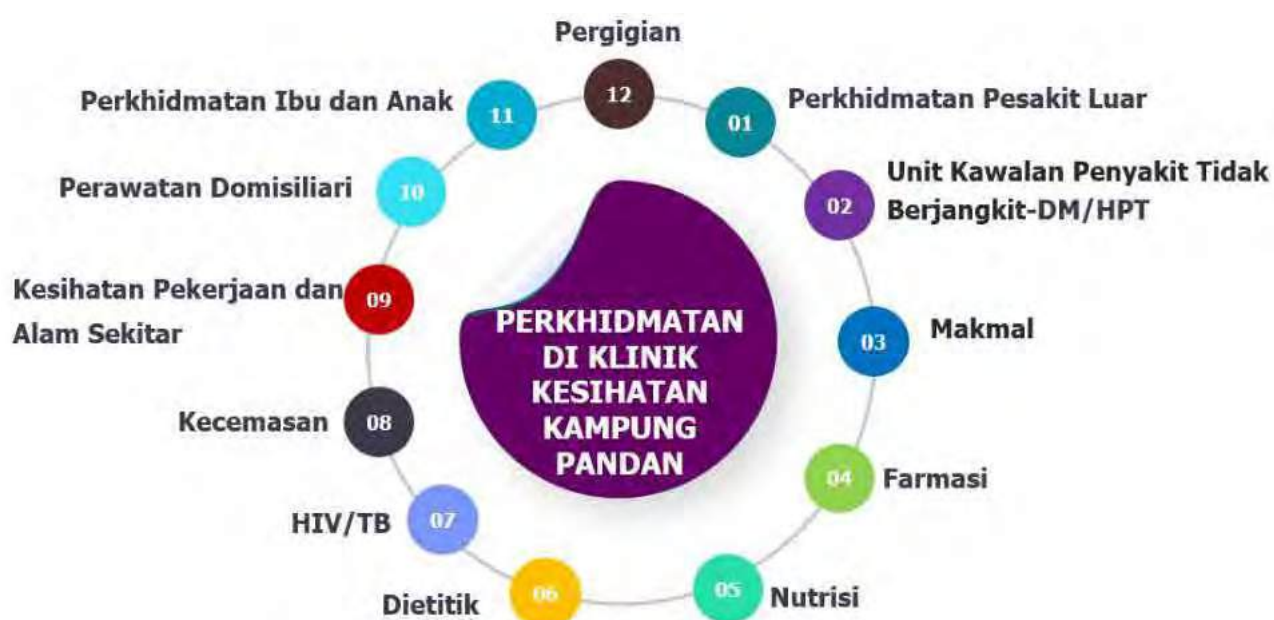 PERKHIDMATAN
DI KLINIK
KESIHATAN
KAMPUNG
PANDAN
01
Perkhidmatan Pesakit Luar
02
Unit Kawalan Penyakit Tidak
Berjangkit-DM/HPT
03
Makmal
04
Farmasi
05
Nutrisi
06
Dietitik
07
HIV/TB
08
Kecemasan
09
Kesihatan Pekerjaan dan
Alam Sekitar
10
Perawatan Domisiliari
11
Perkhidmatan Ibu dan Anak
12
Pergigian